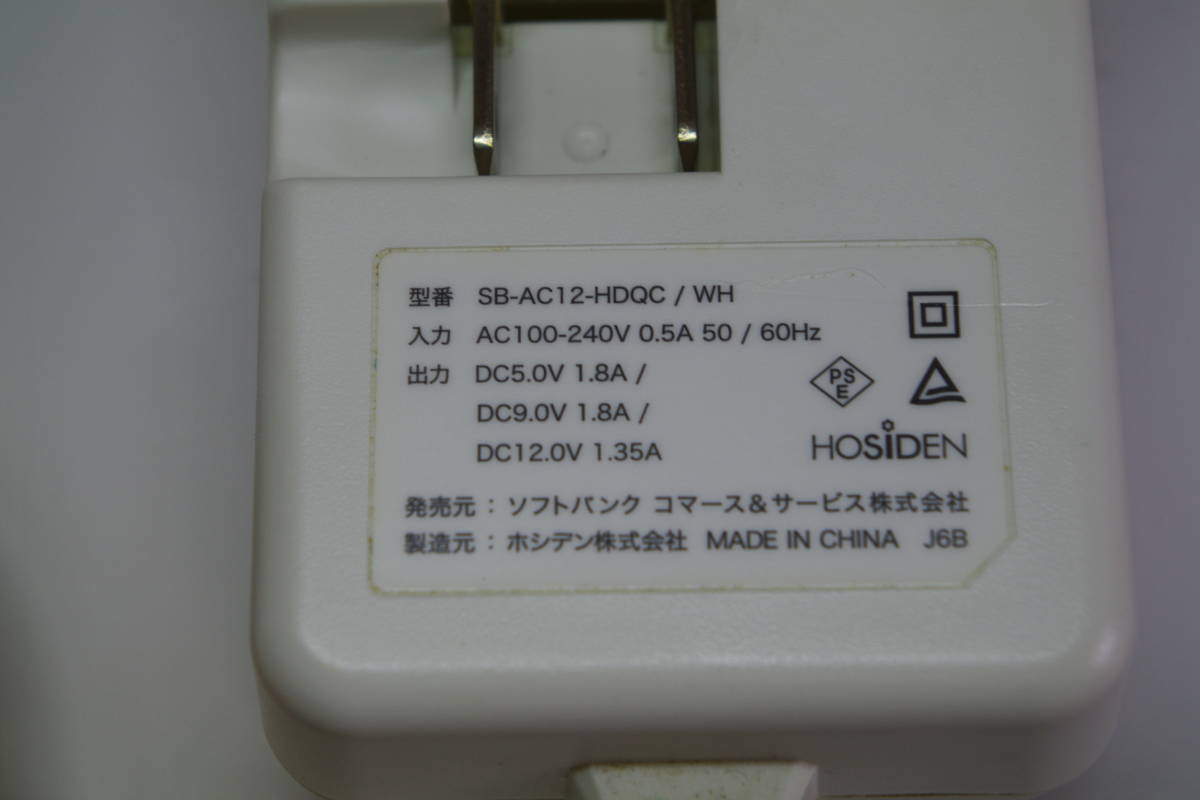 型番 SB-AC12-HDQC / WH
入力 AC100-240V 0.5A 50 / 60Hz
出力 DC5.0V 1.8A /
DC9.0V 1.8A /
DC12.0V 1.35A
PS
E
HOSiDEN
発売元：ソフトバンク コマース&サービス株式会社
製造元：ホシデン株式会社 MADE IN CHINA J6B